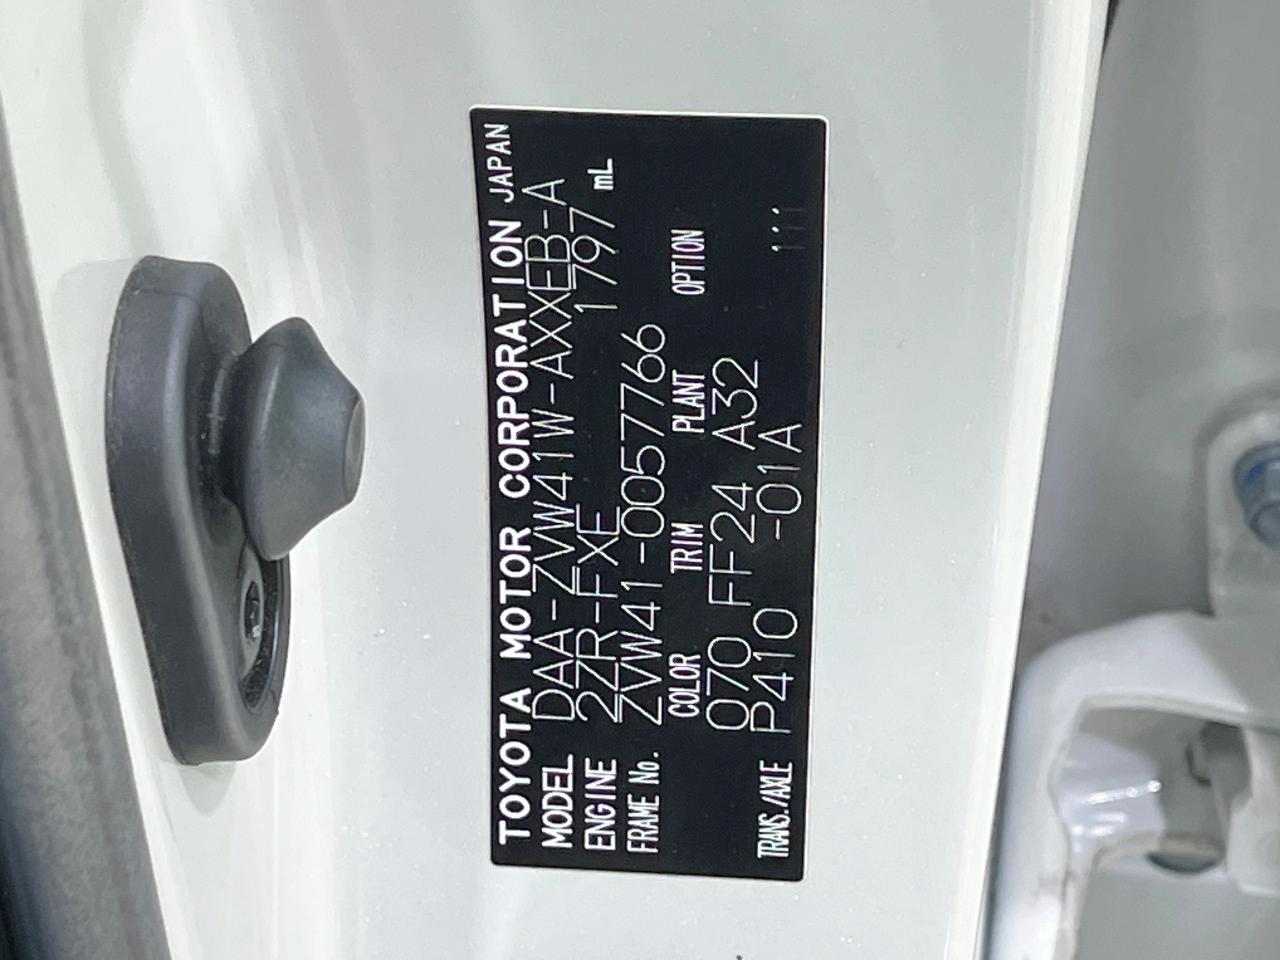 TOYOTA MOTOR CORPORATION JAPAN
MODEL DAA-ZVW41W-AXXEB-A
ENGINE 2ZR-FXE 1797 mL
FRAME No. ZVW41-0057766
COLOR TRIM PLANT OPTION
070 FF24 A32
TRANS./AXLE P410 -01A
111